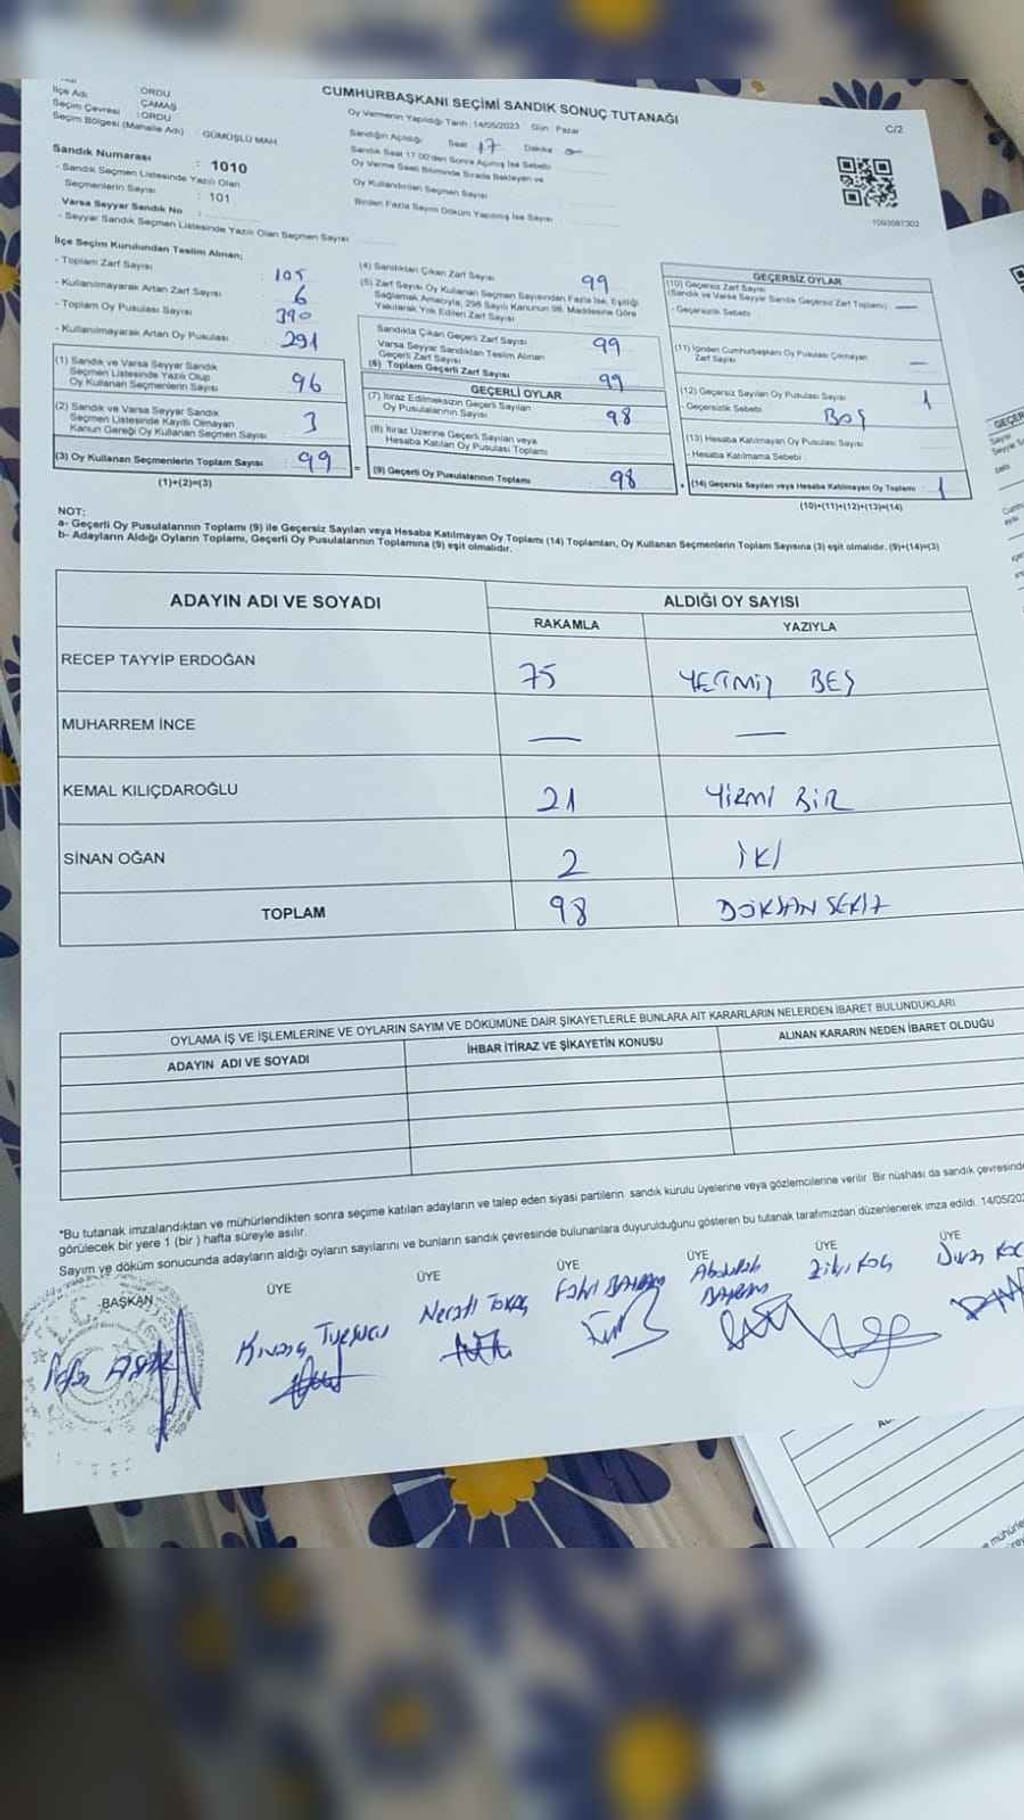 CUMHURBAŞKANI SEÇİMİ SANDIK SONUÇ TUTANAĞI
C/2
İlçe Adı
ORDU
ÇAMAŞ
Seçim Çevresi : ORDU
Seçim Bölgesi (Mahalle Adı) GÜMÜŞLÜ MAH
Oy Vermenin Yapıldığı Tarih : 14/05/2023 Gün : Pazar
Sandığın Açıldığı Saat 17 Dakika
Sandık Saat 17.00'den Sonra Açılmış İse Sebebi
Oy Verme Saati Bitiminde Sırada Bekleyen ve
Oy Kullandırılan Seçmen Sayısı
Birden Fazla Sayım Döküm Yapılmış İse Sayısı
Sandık Numarası : 1010
- Sandık Seçmen Listesinde Yazılı Olan
Seçmenlerin Sayısı : 101
Varsa Seyyar Sandık No :
- Seyyar Sandık Seçmen Listesinde Yazılı Olan Seçmen Sayısı
İlçe Seçim Kurulundan Teslim Alınan;
- Toplam Zarf Sayısı : 105
- Kullanılmayarak Artan Zarf Sayısı : 6
- Toplam Oy Pusulası Sayısı : 390
- Kullanılmayarak Artan Oy Pusulası : 291
(1) Sandık ve Varsa Seyyar Sandık
Seçmen Listesinde Yazılı Olup
Oy Kullanan Seçmenlerin Sayısı 96
(2) Sandık ve Varsa Seyyar Sandık
Seçmen Listesinde Kaydı Olmayan
Kanun Gereği Oy Kullanan Seçmen Sayısı 3
(3) Oy Kullanan Seçmenlerin Toplam Sayısı 99
(1)+(2)=(3)
(4) Sandıktan Çıkan Zarf Sayısı 99
(5) Zarf Sayısı Oy Kullanan Seçmen Sayısından Fazla İse, Eşitliği
Sağlamak Amacıyla, 298 Sayılı Kanunun 98. Maddesine Göre
Yakılarak Yok Edilen Zarf Sayısı
Sandıkta Çıkan Geçerli Zarf Sayısı 99
Varsa Seyyar Sandıktan Teslim Alınan
Geçerli Zarf Sayısı
(6) Toplam Geçerli Zarf Sayısı 99
GEÇERLİ OYLAR
(7) İtiraz Edilmeksizin Geçerli Sayılan
Oy Pusulalarının Sayısı 98
(8) İtiraz Üzerine Geçerli Sayılan veya
Hesaba Katılan Oy Pusulası Toplamı
= (9) Geçerli Oy Pusulalarının Toplamı 98
GEÇERSİZ OYLAR
(10) Geçersiz Zarf Sayısı
(Sandık ve Varsa Seyyar Sandık Geçersiz Zarf Toplamı) —
- Geçersizlik Sebebi
(11) İçinden Cumhurbaşkanı Oy Pusulası Çıkmayan
Zarf Sayısı —
(12) Geçersiz Sayılan Oy Pusulası Sayısı 1
- Geçersizlik Sebebi BOŞ
(13) Hesaba Katılmayan Oy Pusulası Sayısı
- Hesaba Katılmama Sebebi
+ (14) Geçersiz Sayılan veya Hesaba Katılmayan Oy Toplamı 1
(10)+(11)+(12)+(13)=(14)
NOT:
a- Geçerli Oy Pusulalarının Toplamı (9) ile Geçersiz Sayılan veya Hesaba Katılmayan Oy Toplamı (14) Toplamları, Oy Kullanan Seçmenlerin Toplam Sayısına (3) eşit olmalıdır. (9)+(14)=(3)
b- Adayların Aldığı Oyların Toplamı, Geçerli Oy Pusulalarının Toplamına (9) eşit olmalıdır.
ADAYIN ADI VE SOYADI ALDIĞI OY SAYISI
RAKAMLA YAZIYLA
RECEP TAYYİP ERDOĞAN 75 YETMİŞ BEŞ
MUHARREM İNCE — —
KEMAL KILIÇDAROĞLU 21 YİRMİ BİR
SİNAN OĞAN 2 İKİ
TOPLAM 98 DOKSAN SEKİZ
OYLAMA İŞ VE İŞLEMLERİNE VE OYLARIN SAYIM VE DÖKÜMÜNE DAİR ŞİKAYETLERLE BUNLARA AİT KARARLARIN NELERDEN İBARET BULUNDUKLARI
ADAYIN ADI VE SOYADI İHBAR İTİRAZ VE ŞİKAYETİN KONUSU ALINAN KARARIN NEDEN İBARET OLDUĞU
*Bu tutanak imzalandıktan ve mühürlendikten sonra seçime katılan adayların ve talep eden siyasi partilerin sandık kurulu üyelerine veya gözlemcilerine verilir. Bir nüshası da sandık çevresinde
görülecek bir yere 1 (bir ) hafta süreyle asılır.
Sayım ve döküm sonucunda adayların aldığı oyların sayılarını ve bunların sandık çevresinde bulunanlara duyurulduğunu gösteren bu tutanak tarafımızdan düzenlenerek imza edildi. 14/05/202
BAŞKAN ÜYE ÜYE ÜYE ÜYE ÜYE ÜYE
Necati Fahri BAYRAM Abdullah BAYRAM Zeki Koç